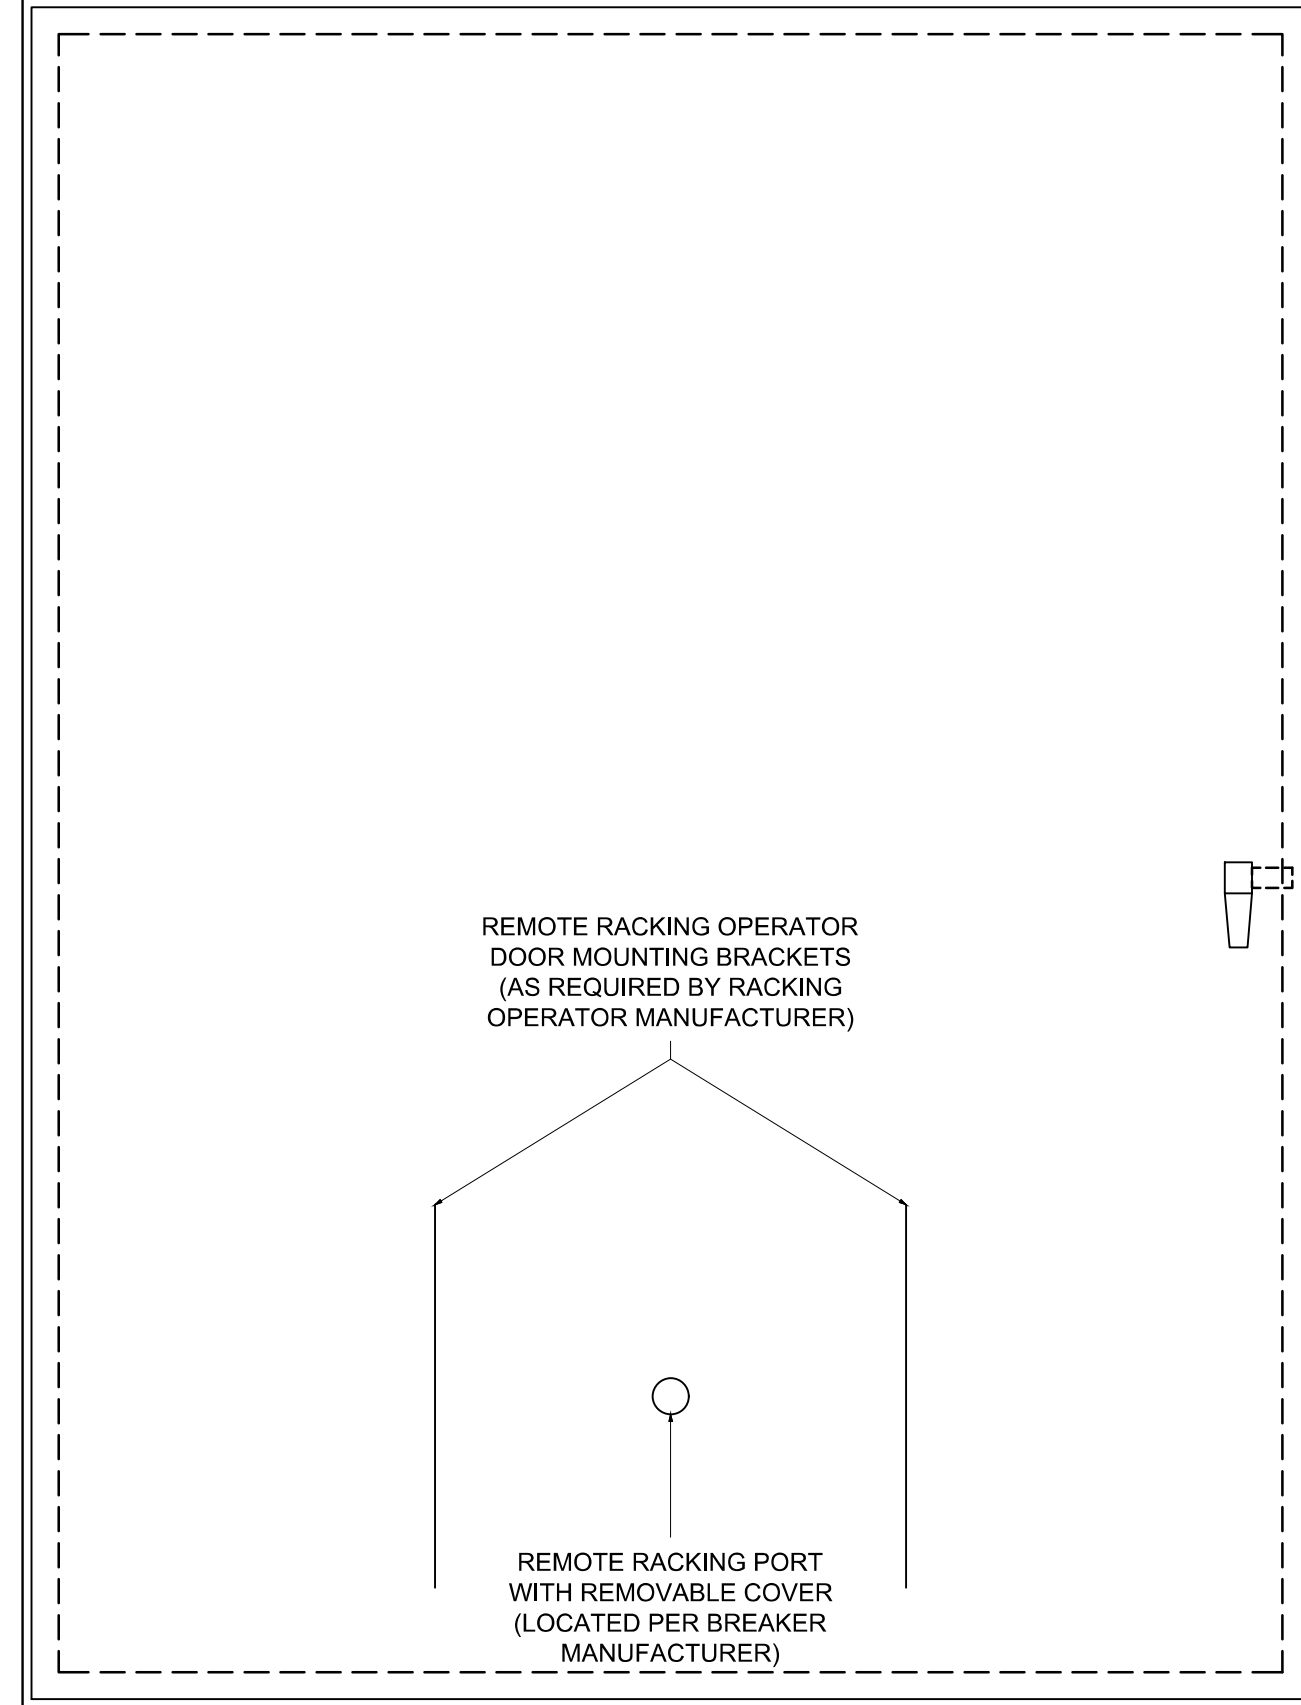 REMOTE RACKING OPERATOR
DOOR MOUNTING BRACKETS
(AS REQUIRED BY RACKING
OPERATOR MANUFACTURER)
REMOTE RACKING PORT
WITH REMOVABLE COVER
(LOCATED PER BREAKER
MANUFACTURER)